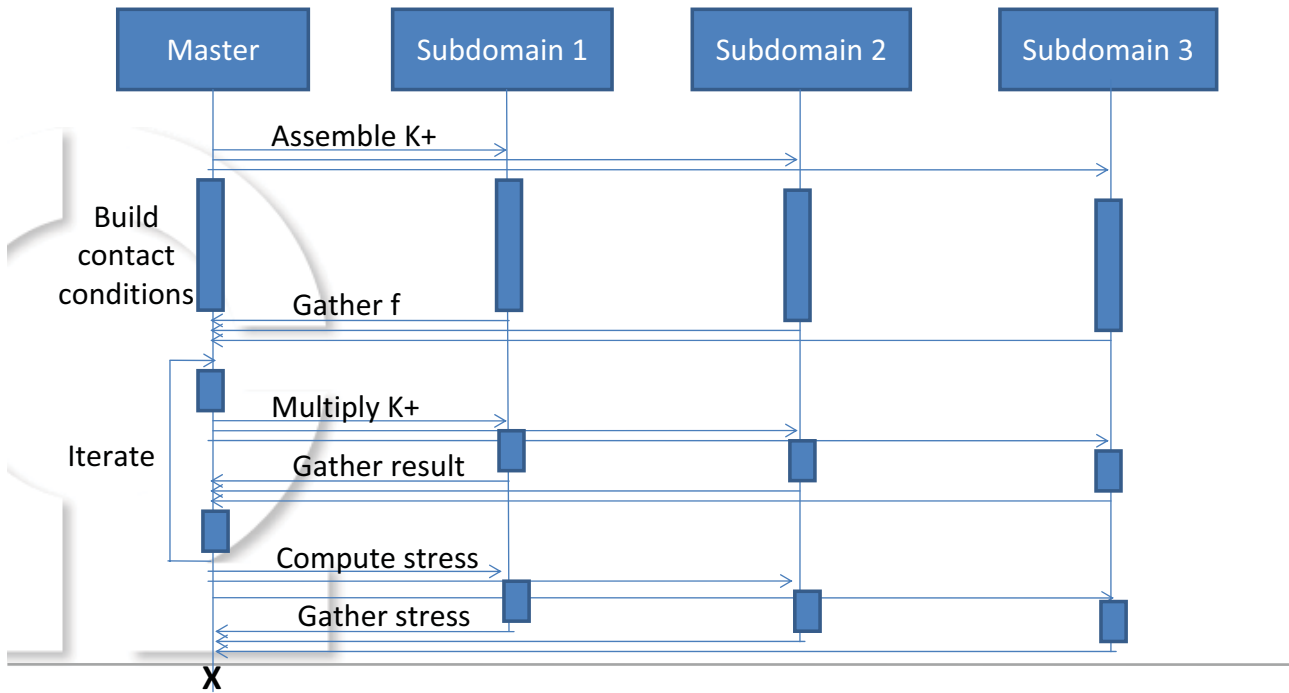 Master
Subdomain 1
Subdomain 2
Subdomain 3
Assemble K+
Build
contact
conditions
Gather f
Multiply K+
Iterate
Gather result
Compute stress
Gather stress
X